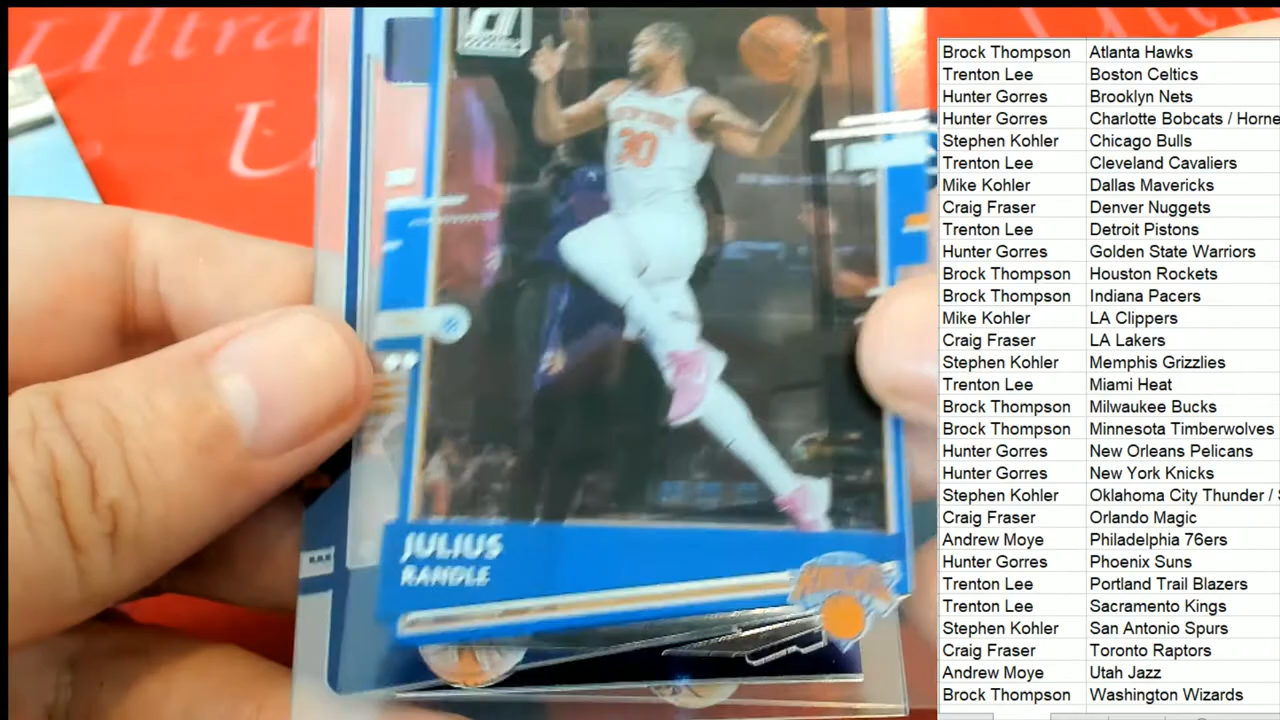 Ultra
U
30
JULIUS
RANDLE
Brock Thompson Atlanta Hawks
Trenton Lee Boston Celtics
Hunter Gorres Brooklyn Nets
Hunter Gorres Charlotte Bobcats / Horne
Stephen Kohler Chicago Bulls
Trenton Lee Cleveland Cavaliers
Mike Kohler Dallas Mavericks
Craig Fraser Denver Nuggets
Trenton Lee Detroit Pistons
Hunter Gorres Golden State Warriors
Brock Thompson Houston Rockets
Brock Thompson Indiana Pacers
Mike Kohler LA Clippers
Craig Fraser LA Lakers
Stephen Kohler Memphis Grizzlies
Trenton Lee Miami Heat
Brock Thompson Milwaukee Bucks
Brock Thompson Minnesota Timberwolves
Hunter Gorres New Orleans Pelicans
Hunter Gorres New York Knicks
Stephen Kohler Oklahoma City Thunder /
Craig Fraser Orlando Magic
Andrew Moye Philadelphia 76ers
Hunter Gorres Phoenix Suns
Trenton Lee Portland Trail Blazers
Trenton Lee Sacramento Kings
Stephen Kohler San Antonio Spurs
Craig Fraser Toronto Raptors
Andrew Moye Utah Jazz
Brock Thompson Washington Wizards